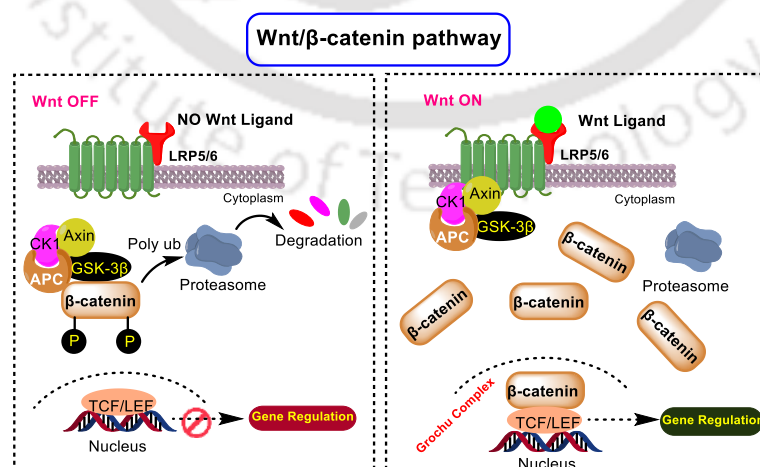 Wnt/β-catenin pathway
Wnt OFF
NO Wnt Ligand
LRP5/6
Cytoplasm
CK1
Axin
APC
GSK-3β
β-catenin
P
P
Poly ub
Proteasome
Degradation
TCF/LEF
Nucleus
Gene Regulation
Wnt ON
Wnt Ligand
LRP5/6
Cytoplasm
CK1
Axin
APC
GSK-3β
β-catenin
β-catenin
β-catenin
β-catenin
Proteasome
Grochu Complex
β-catenin
TCF/LEF
Nucleus
Gene Regulation